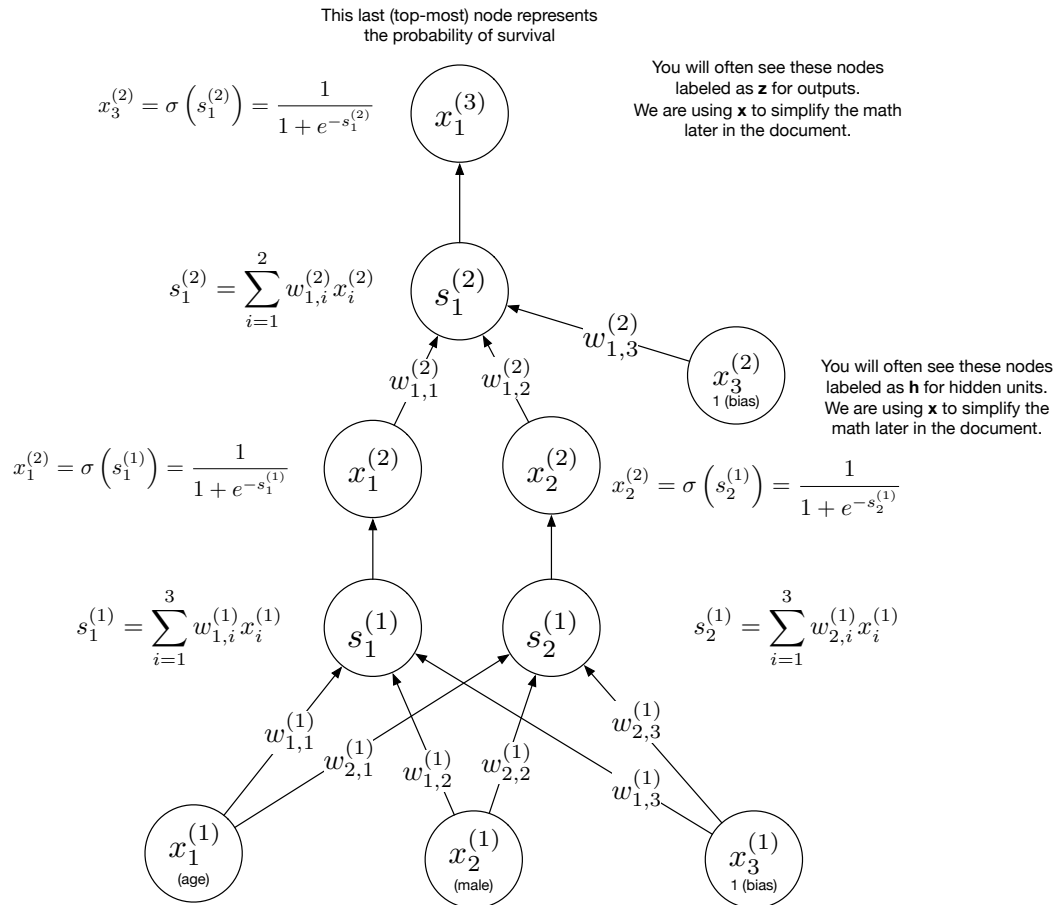 This last (top-most) node represents
the probability of survival
You will often see these nodes
labeled as z for outputs.
We are using x to simplify the math
later in the document.
x_3^{(2)} = σ(s_1^{(2)}) = \frac{1}{1 + e^{-s_1^{(2)}}}
x_1^{(3)}
s_1^{(2)} = \sum_{i=1}^{2} w_{1,i}^{(2)} x_i^{(2)}
s_1^{(2)}
w_{1,3}^{(2)}
x_3^{(2)}
1 (bias)
w_{1,1}^{(2)}
w_{1,2}^{(2)}
You will often see these nodes
labeled as h for hidden units.
We are using x to simplify the
math later in the document.
x_1^{(2)} = σ(s_1^{(1)}) = \frac{1}{1 + e^{-s_1^{(1)}}}
x_1^{(2)}
x_2^{(2)}
x_2^{(2)} = σ(s_2^{(1)}) = \frac{1}{1 + e^{-s_2^{(1)}}}
s_1^{(1)} = \sum_{i=1}^{3} w_{1,i}^{(1)} x_i^{(1)}
s_1^{(1)}
s_2^{(1)}
s_2^{(1)} = \sum_{i=1}^{3} w_{2,i}^{(1)} x_i^{(1)}
w_{1,1}^{(1)}
w_{2,1}^{(1)}
w_{1,2}^{(1)}
w_{2,2}^{(1)}
w_{1,3}^{(1)}
w_{2,3}^{(1)}
x_1^{(1)}
(age)
x_2^{(1)}
(male)
x_3^{(1)}
1 (bias)